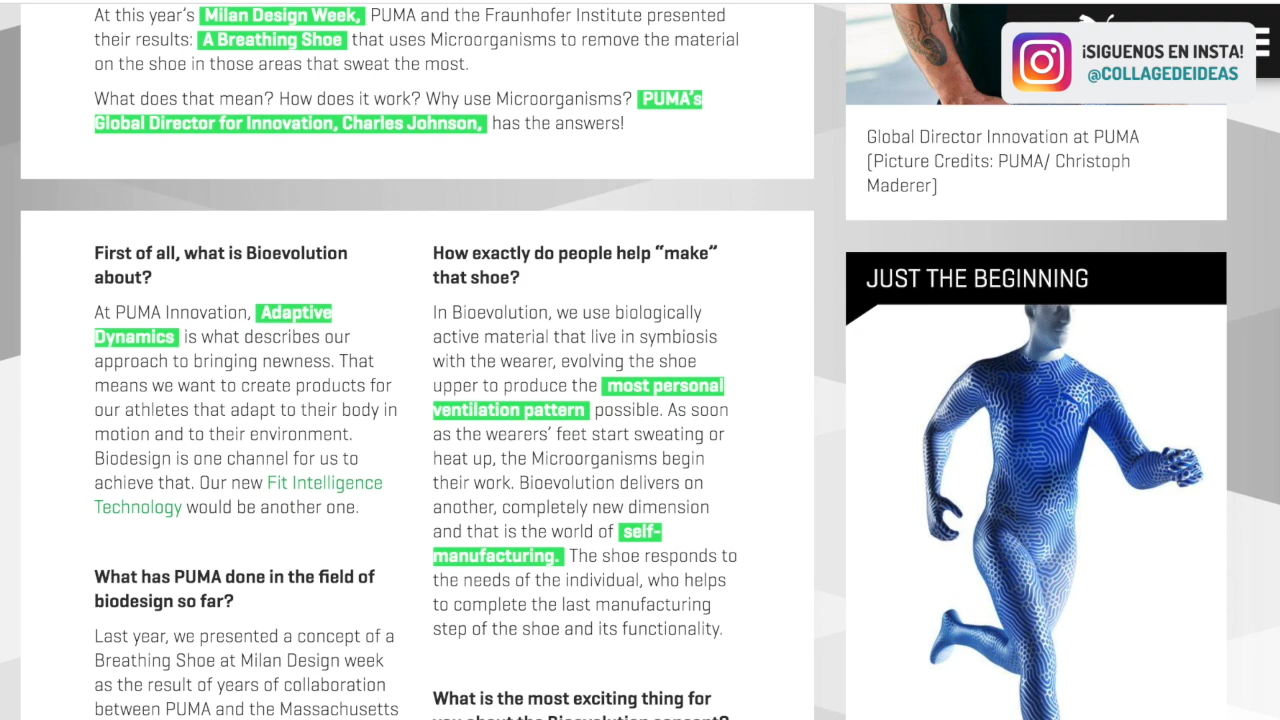 At this year's Milan Design Week, PUMA and the Fraunhofer Institute presented
their results: A Breathing Shoe that uses Microorganisms to remove the material
on the shoe in those areas that sweat the most.
What does that mean? How does it work? Why use Microorganisms? PUMA's
Global Director for Innovation, Charles Johnson, has the answers!
First of all, what is Bioevolution
about?
At PUMA Innovation, Adaptive
Dynamics is what describes our
approach to bringing newness. That
means we want to create products for
our athletes that adapt to their body in
motion and to their environment.
Biodesign is one channel for us to
achieve that. Our new Fit Intelligence
Technology would be another one.
What has PUMA done in the field of
biodesign so far?
Last year, we presented a concept of a
Breathing Shoe at Milan Design week
as the result of years of collaboration
between PUMA and the Massachusetts
How exactly do people help “make”
that shoe?
In Bioevolution, we use biologically
active material that live in symbiosis
with the wearer, evolving the shoe
upper to produce the most personal
ventilation pattern possible. As soon
as the wearers' feet start sweating or
heat up, the Microorganisms begin
their work. Bioevolution delivers on
another, completely new dimension
and that is the world of self-
manufacturing. The shoe responds to
the needs of the individual, who helps
to complete the last manufacturing
step of the shoe and its functionality.
What is the most exciting thing for
you about the Bioevolution concept?
¡SIGUENOS EN INSTA!
@COLLAGEDEIDEAS
Global Director Innovation at PUMA
(Picture Credits: PUMA/ Christoph
Maderer)
JUST THE BEGINNING